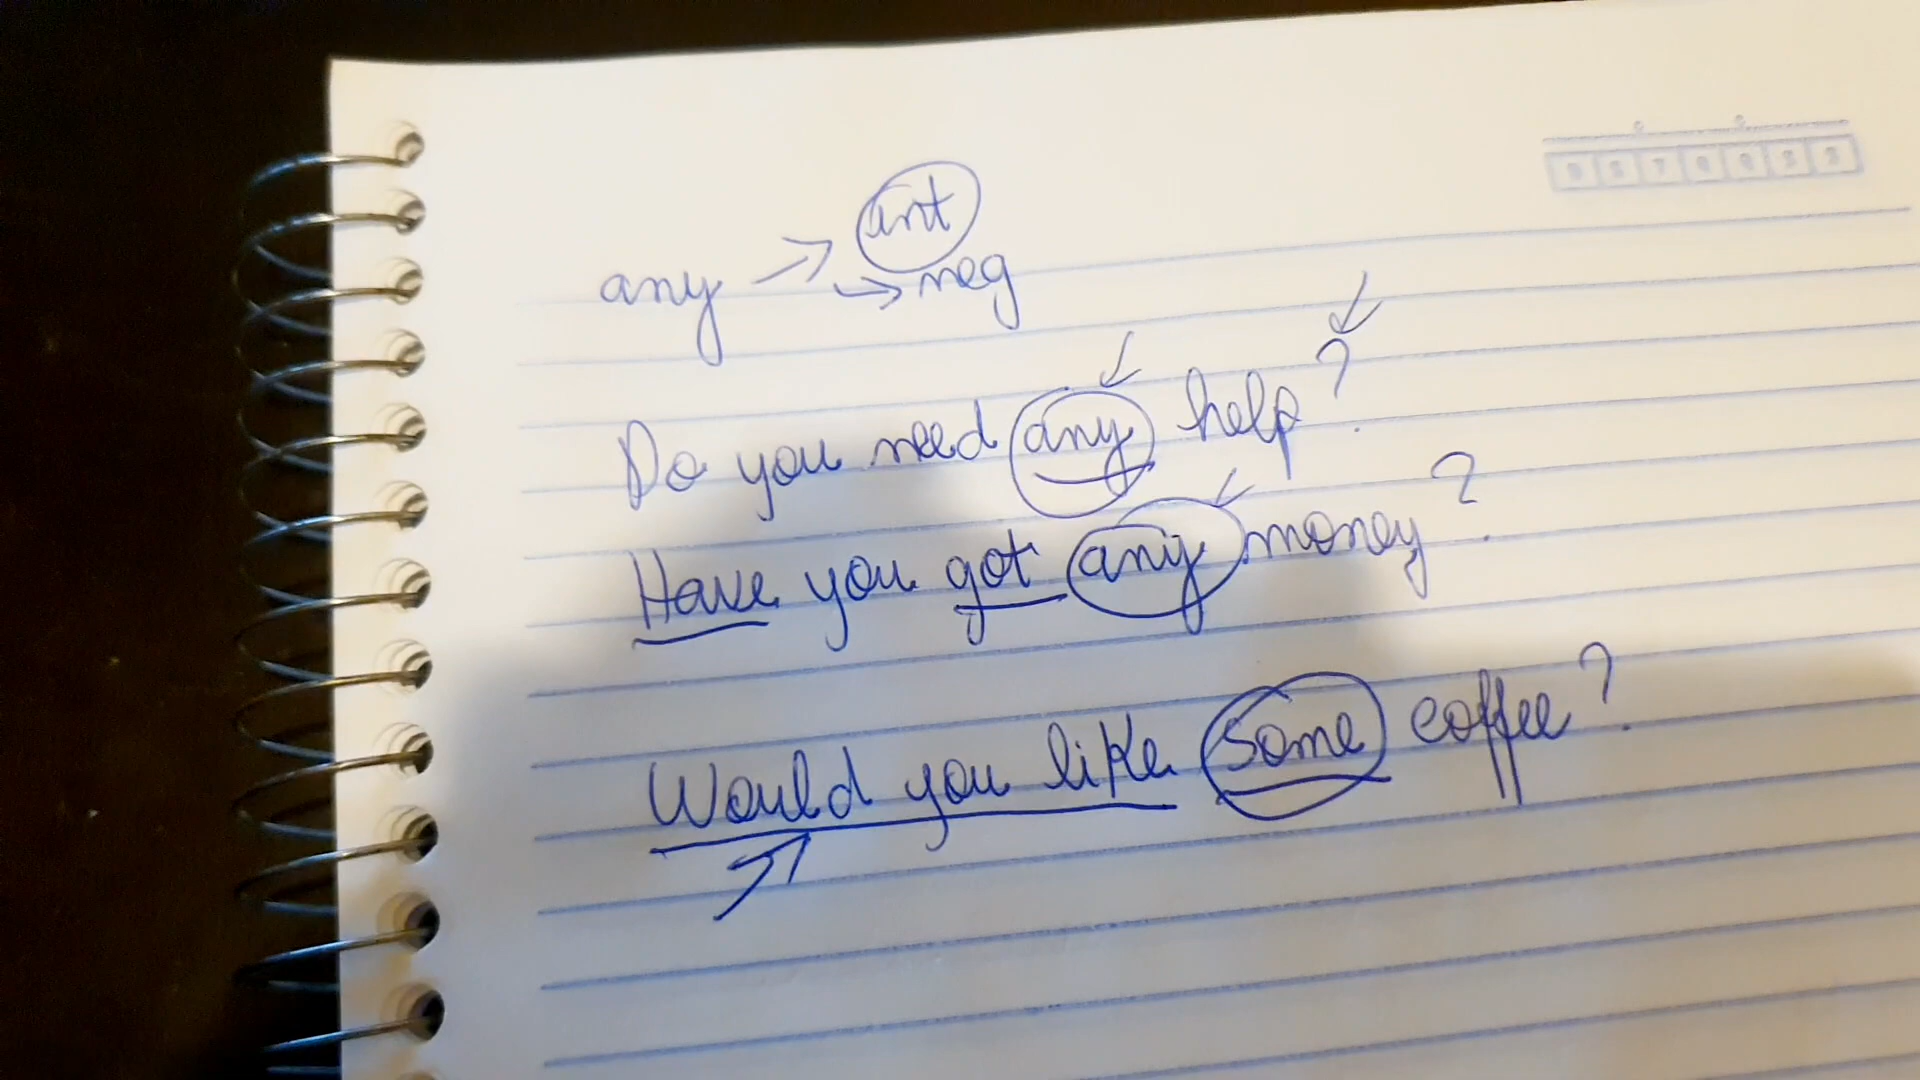 any → int
→ neg
Do you need any help?
Have you got any money?
Would you like some coffee?